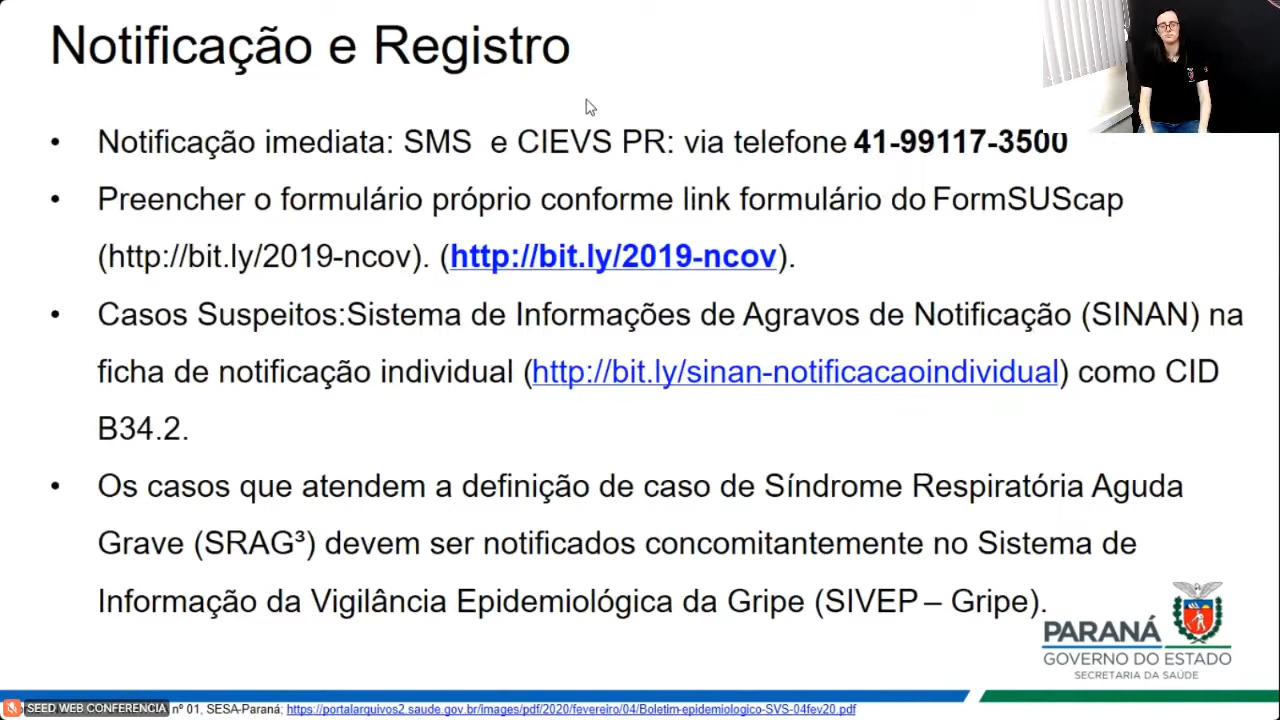 Notificação e Registro
• Notificação imediata: SMS e CIEVS PR: via telefone 41-99117-3500
• Preencher o formulário próprio conforme link formulário do FormSUScap
(http://bit.ly/2019-ncov). (http://bit.ly/2019-ncov).
• Casos Suspeitos:Sistema de Informações de Agravos de Notificação (SINAN) na
ficha de notificação individual (http://bit.ly/sinan-notificacaoindividual) como CID
B34.2.
• Os casos que atendem a definição de caso de Síndrome Respiratória Aguda
Grave (SRAG³) devem ser notificados concomitantemente no Sistema de
Informação da Vigilância Epidemiológica da Gripe (SIVEP – Gripe).
PARANÁ
GOVERNO DO ESTADO
SECRETARIA DA SAÚDE
SEED WEB CONFERENCIA
nº 01, SESA-Paraná; https://portalarquivos2.saude.gov.br/images/pdf/2020/fevereiro/04/Boletim-epidemiologico-SVS-04fev20.pdf